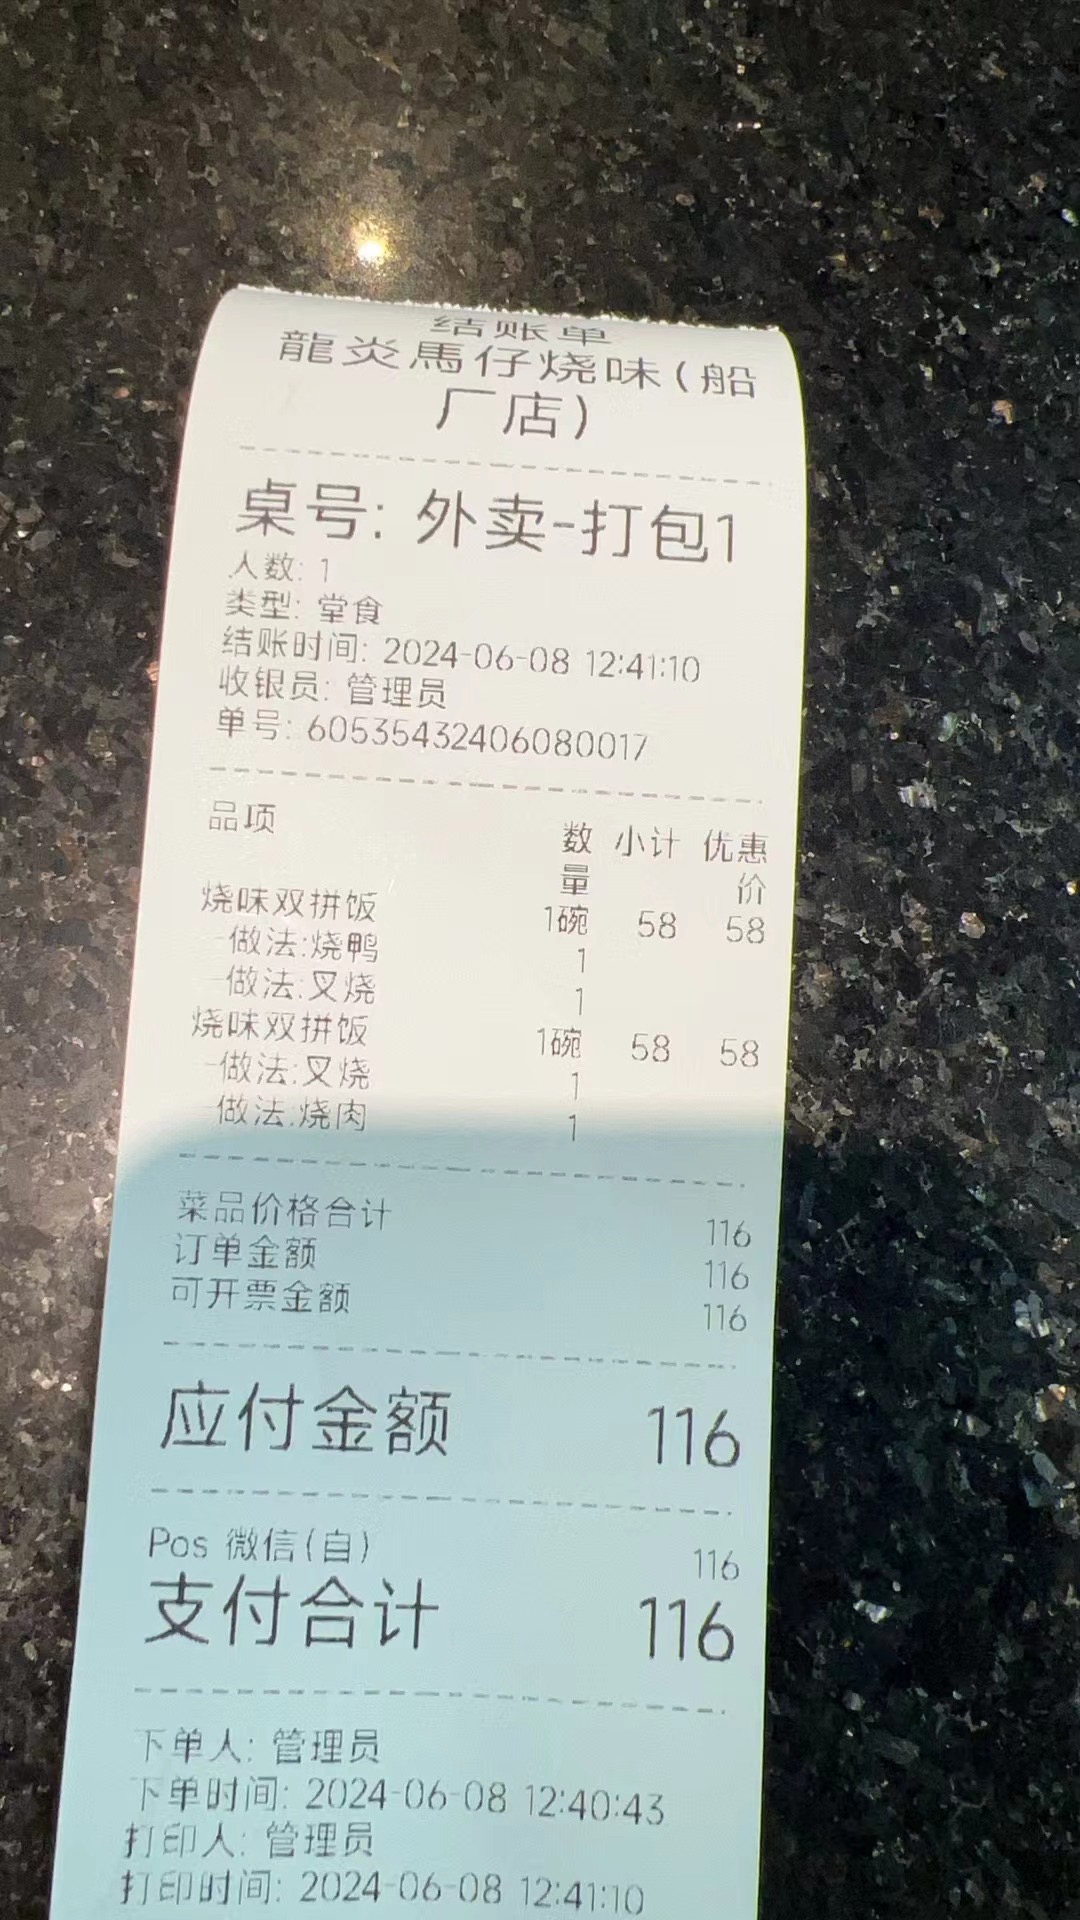 结账单
龍炎馬仔烧味(船
厂店)
桌号: 外卖-打包1
人数: 1
类型: 堂食
结账时间: 2024-06-08 12:41:10
收银员: 管理员
单号: 60535432406080017
品项 数量 小计 优惠价
烧味双拼饭 1碗 58 58
-做法:烧鸭 1
-做法:叉烧 1
烧味双拼饭 1碗 58 58
-做法:叉烧 1
-做法:烧肉 1
菜品价格合计 116
订单金额 116
可开票金额 116
应付金额 116
Pos 微信(自) 116
支付合计 116
下单人: 管理员
下单时间: 2024-06-08 12:40:43
打印人: 管理员
打印时间: 2024-06-08 12:41:10